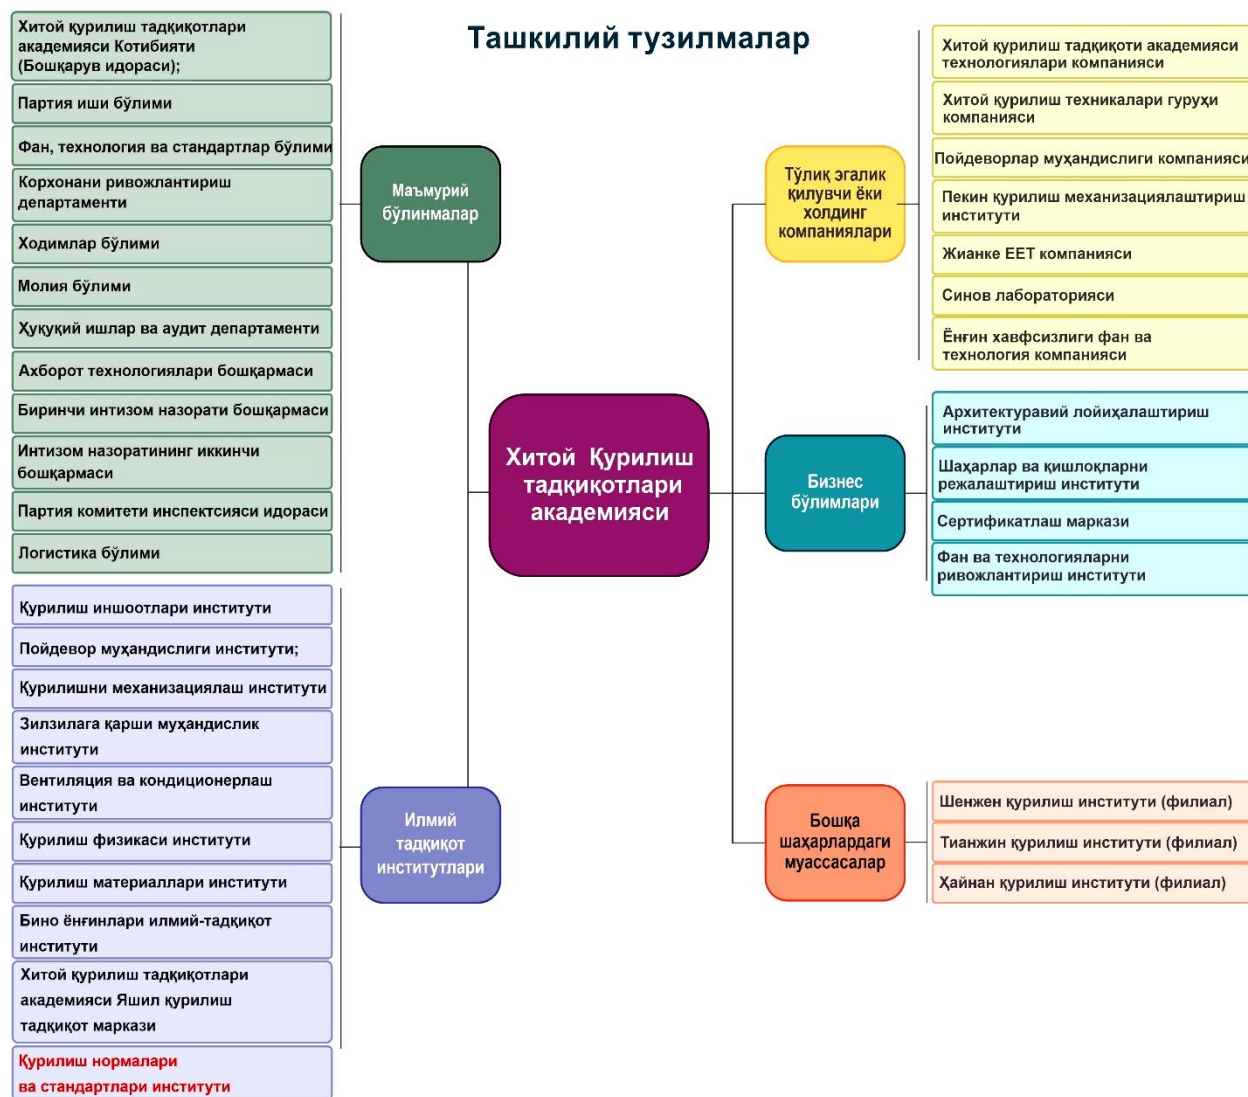 Ташкилий тузилмалар
Хитой қурилиш тадқиқотлари
академияси Котибияти
(Бошқарув идораси);
Партия иши бўлими
Фан, технология ва стандартлар бўлими
Корхонани ривожлантириш
департаменти
Ходимлар бўлими
Молия бўлими
Ҳуқуқий ишлар ва аудит департаменти
Ахборот технологиялари бошқармаси
Биринчи интизом назорати бошқармаси
Интизом назоратининг иккинчи
бошқармаси
Партия комитети инспектсияси идораси
Логистика бўлими
Маъмурий
бўлинмалар
Қурилиш иншоотлари институти
Пойдевор муҳандислиги институти;
Қурилишни механизациялаш институти
Зилзилага қарши муҳандислик
институти
Вентиляция ва кондиционерлаш
институти
Қурилиш физикаси институти
Қурилиш материаллари институти
Бино ёнғинлари илмий-тадқиқот
институти
Хитой қурилиш тадқиқотлари
академияси Яшил қурилиш
тадқиқот маркази
Қурилиш нормалари
ва стандартлари институти
Илмий
тадқиқот
институтлари
Хитой Қурилиш
тадқиқотлари
академияси
Тўлиқ эгалик
қилувчи ёки
холдинг
компаниялари
Хитой қурилиш тадқиқоти академияси
технологиялари компанияси
Хитой қурилиш техникалари гуруҳи
компанияси
Пойдеворлар муҳандислиги компанияси
Пекин қурилиш механизациялаштириш
институти
Жианке ЕЕТ компанияси
Синов лабораторияси
Ёнғин хавфсизлиги фан ва
технология компанияси
Бизнес
бўлимлари
Архитектуравий лойиҳалаштириш
институти
Шаҳарлар ва қишлоқларни
режалаштириш институти
Сертификатлаш маркази
Фан ва технологияларни
ривожлантириш институти
Бошқа
шаҳарлардаги
муассасалар
Шенжен қурилиш институти (филиал)
Тианжин қурилиш институти (филиал)
Ҳайнан қурилиш институти (филиал)